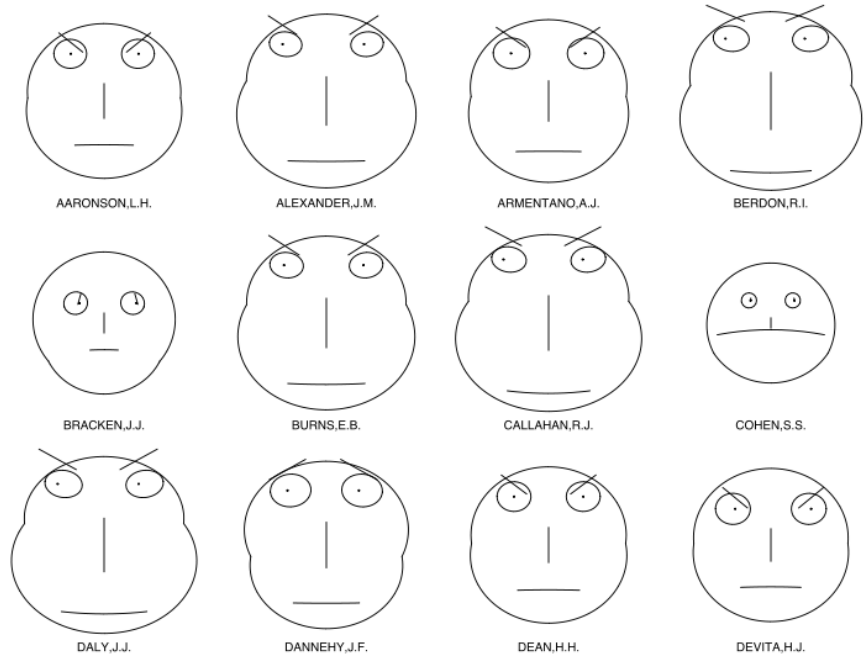 AARONSON,L.H.
ALEXANDER,J.M.
ARMENTANO,A.J.
BERDON,R.I.
BRACKEN,J.J.
BURNS,E.B.
CALLAHAN,R.J.
COHEN,S.S.
DALY,J.J.
DANNEHY,J.F.
DEAN,H.H.
DEVITA,H.J.